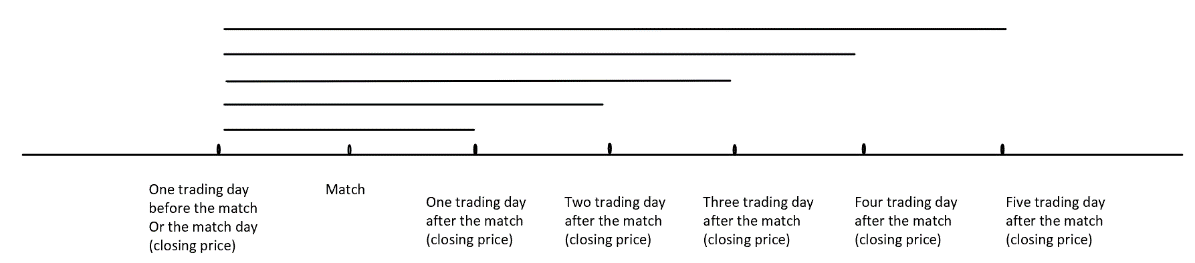 One trading day
before the match
Or the match day
(closing price)
Match
One trading day
after the match
(closing price)
Two trading day
after the match
(closing price)
Three trading day
after the match
(closing price)
Four trading day
after the match
(closing price)
Five trading day
after the match
(closing price)